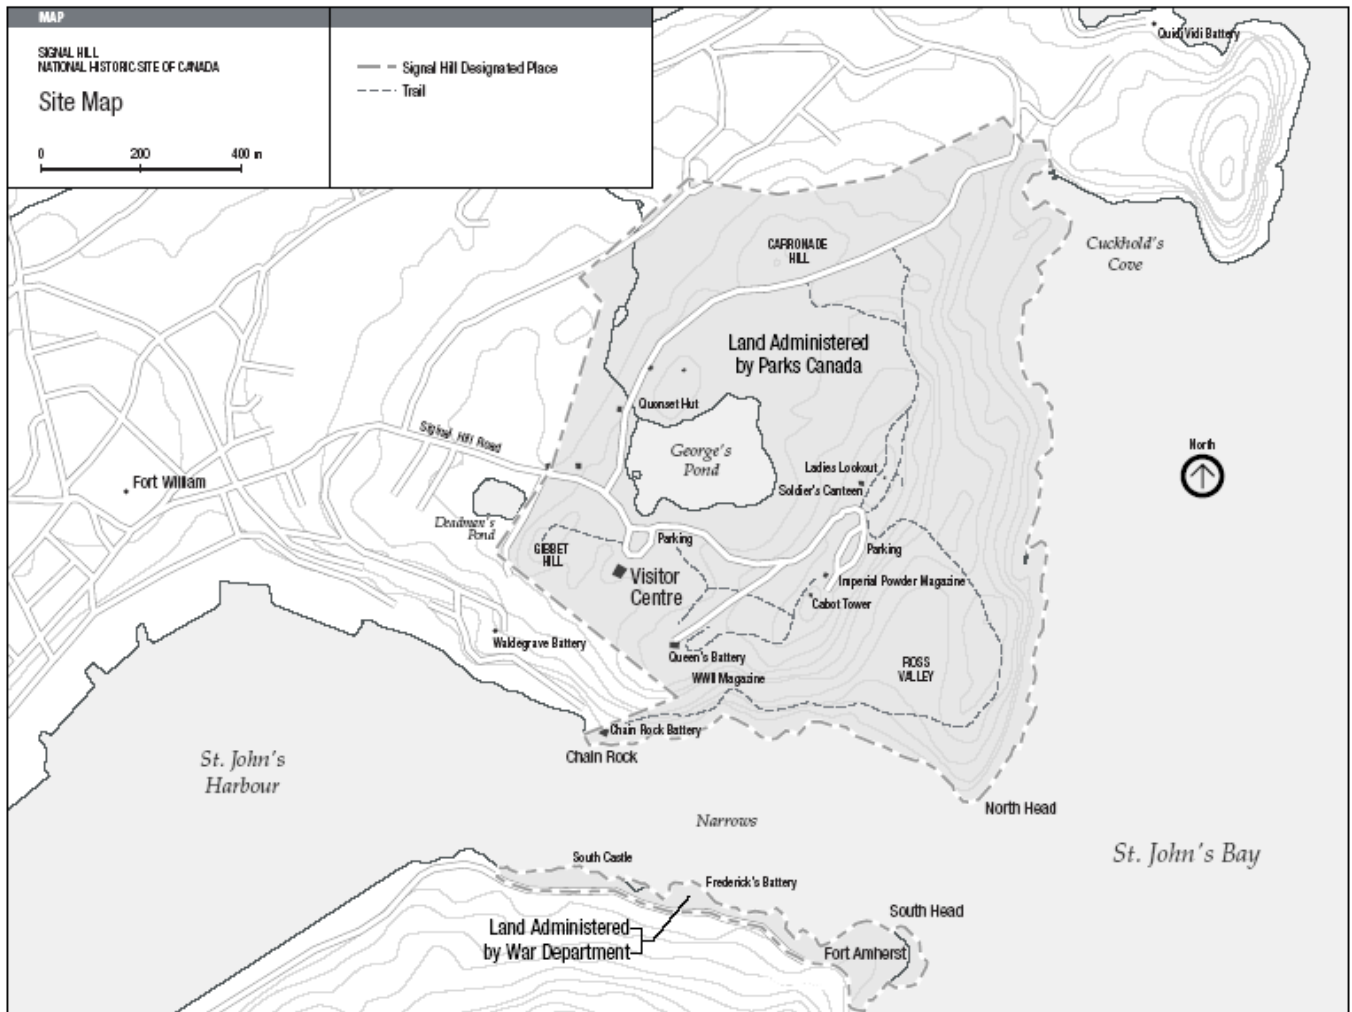 MAP
SIGNAL HILL
NATIONAL HISTORIC SITE OF CANADA
Site Map
0 200 400 m
Signal Hill Designated Place
Trail
Quidi Vidi Battery
Cuckhold's
Cove
CARRONADE
HILL
Land Administered
by Parks Canada
Quonset Hut
Signal Hill Road
George's
Pond
North
Ladies Lookout
Soldier's Canteen
Fort William
Deadman's
Pond
GIBBET
HILL
Parking
Parking
Visitor
Centre
Imperial Powder Magazine
Cabot Tower
Waldegrave Battery
Queen's Battery
WWII Magazine
ROSS
VALLEY
Chain Rock Battery
Chain Rock
St. John's
Harbour
North Head
Narrows
St. John's Bay
South Castle
Frederick's Battery
South Head
Land Administered
by War Department
Fort Amherst